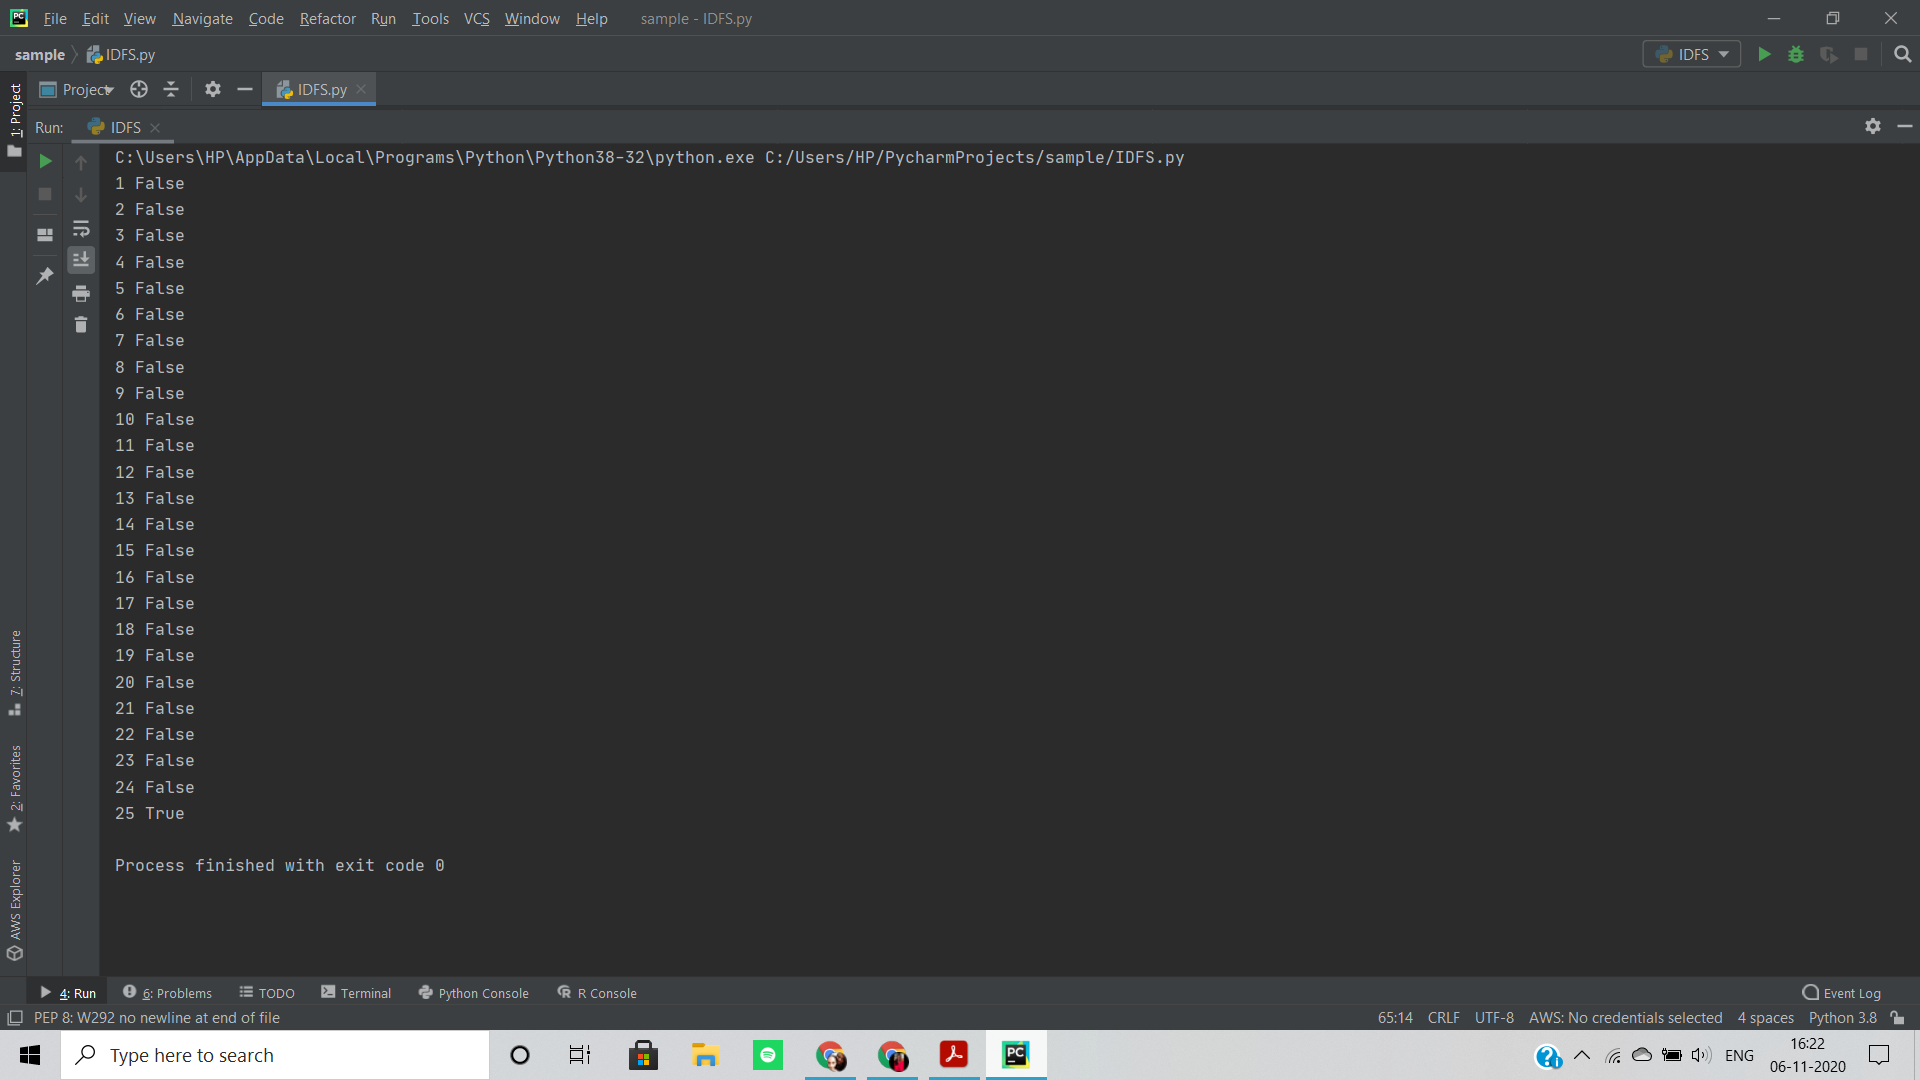 File Edit View Navigate Code Refactor Run Tools VCS Window Help sample - IDFS.py
sample IDFS.py IDFS
Project IDFS.py
Run: IDFS
C:\Users\HP\AppData\Local\Programs\Python\Python38-32\python.exe C:/Users/HP/PycharmProjects/sample/IDFS.py
1 False
2 False
3 False
4 False
5 False
6 False
7 False
8 False
9 False
10 False
11 False
12 False
13 False
14 False
15 False
16 False
17 False
18 False
19 False
20 False
21 False
22 False
23 False
24 False
25 True
Process finished with exit code 0
1: Project
7: Structure
2: Favorites
AWS Explorer
4: Run 6: Problems TODO Terminal Python Console R Console Event Log
PEP 8: W292 no newline at end of file 65:14 CRLF UTF-8 AWS: No credentials selected 4 spaces Python 3.8
Type here to search PC ENG 16:22
06-11-2020